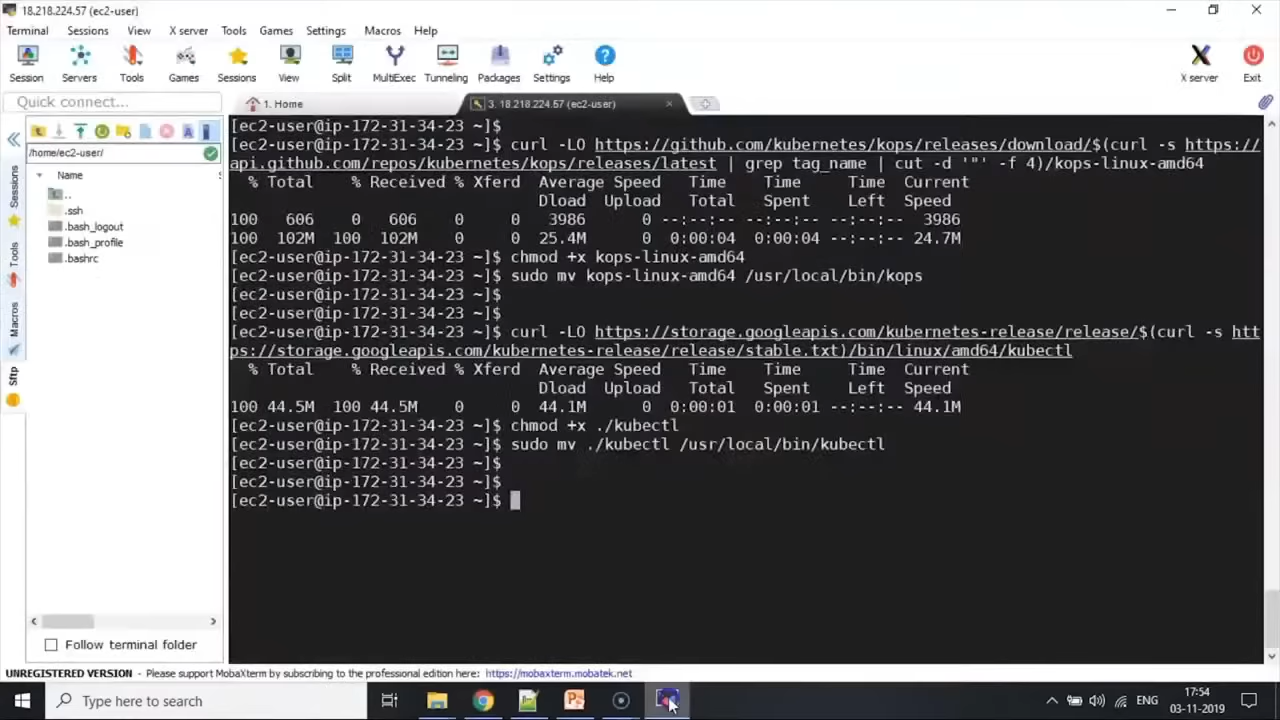 18.218.224.57 (ec2-user)
Terminal Sessions View X server Tools Games Settings Macros Help
Session Servers Tools Games Sessions View Split MultiExec Tunneling Packages Settings Help X server Exit
Quick connect...
1. Home
3. 18.218.224.57 (ec2-user)
/home/ec2-user/
Name
..
.ssh
.bash_logout
.bash_profile
.bashrc
Sessions
Tools
Macros
Sftp
[ec2-user@ip-172-31-34-23 ~]$
[ec2-user@ip-172-31-34-23 ~]$ curl -LO https://github.com/kubernetes/kops/releases/download/$(curl -s https://
api.github.com/repos/kubernetes/kops/releases/latest | grep tag_name | cut -d '"' -f 4)/kops-linux-amd64
% Total % Received % Xferd Average Speed Time Time Time Current
Dload Upload Total Spent Left Speed
100 606 0 606 0 0 3986 0 --:--:-- --:--:-- --:--:-- 3986
100 102M 100 102M 0 0 25.4M 0 0:00:04 0:00:04 --:--:-- 24.7M
[ec2-user@ip-172-31-34-23 ~]$ chmod +x kops-linux-amd64
[ec2-user@ip-172-31-34-23 ~]$ sudo mv kops-linux-amd64 /usr/local/bin/kops
[ec2-user@ip-172-31-34-23 ~]$
[ec2-user@ip-172-31-34-23 ~]$
[ec2-user@ip-172-31-34-23 ~]$ curl -LO https://storage.googleapis.com/kubernetes-release/release/$(curl -s htt
ps://storage.googleapis.com/kubernetes-release/release/stable.txt)/bin/linux/amd64/kubectl
% Total % Received % Xferd Average Speed Time Time Time Current
Dload Upload Total Spent Left Speed
100 44.5M 100 44.5M 0 0 44.1M 0 0:00:01 0:00:01 --:--:-- 44.1M
[ec2-user@ip-172-31-34-23 ~]$ chmod +x ./kubectl
[ec2-user@ip-172-31-34-23 ~]$ sudo mv ./kubectl /usr/local/bin/kubectl
[ec2-user@ip-172-31-34-23 ~]$
[ec2-user@ip-172-31-34-23 ~]$
[ec2-user@ip-172-31-34-23 ~]$
Follow terminal folder
UNREGISTERED VERSION - Please support MobaXterm by subscribing to the professional edition here: https://mobaxterm.mobatek.net
Type here to search
ENG
17:54
03-11-2019